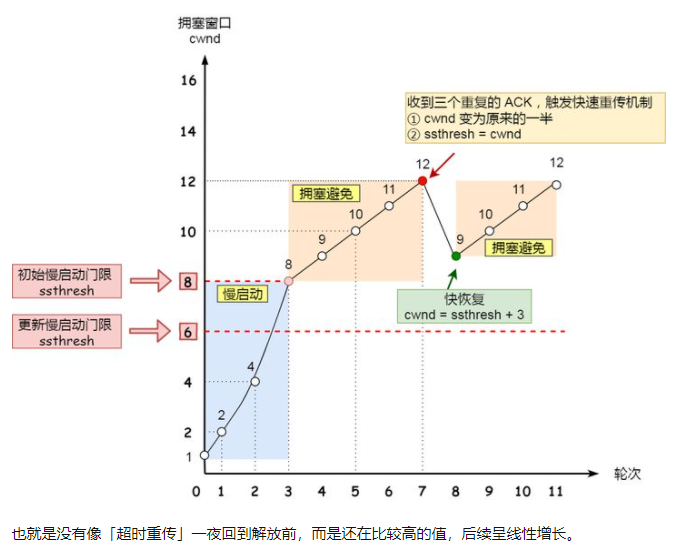 拥塞窗口
cwnd
16
14
12
10
8
6
4
2
1
收到三个重复的 ACK，触发快速重传机制
① cwnd 变为原来的一半
② ssthresh = cwnd
初始慢启动门限
ssthresh
更新慢启动门限
ssthresh
慢启动
拥塞避免
2
4
8
9
10
11
12
9
10
11
12
拥塞避免
快恢复
cwnd = ssthresh + 3
0 1 2 3 4 5 6 7 8 9 10 11
轮次
也就是没有像「超时重传」一夜回到解放前，而是还在比较高的值，后续呈线性增长。